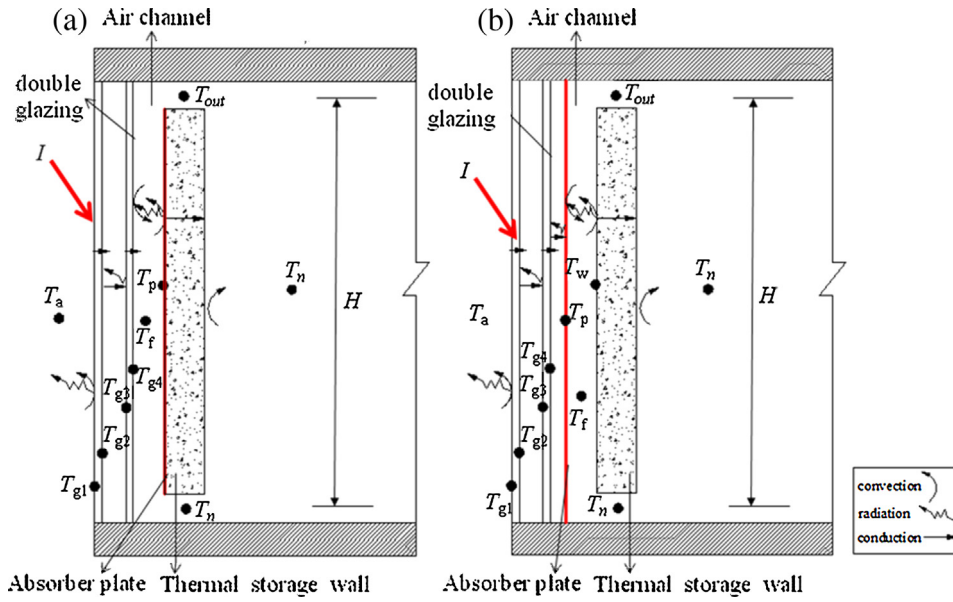 (a)
Air channel
double
glazing
I
Tout
Tp
Tn
Ta
H
Tf
Tg3
Tg4
Tg2
Tg1
Tn
Absorber plate
Thermal storage wall
(b)
Air channel
double
glazing
I
Tout
Tw
Tn
Ta
Tp
H
Tg4
Tg3
Tf
Tg2
Tg1
Tn
Absorber plate
Thermal storage wall
convection
radiation
conduction